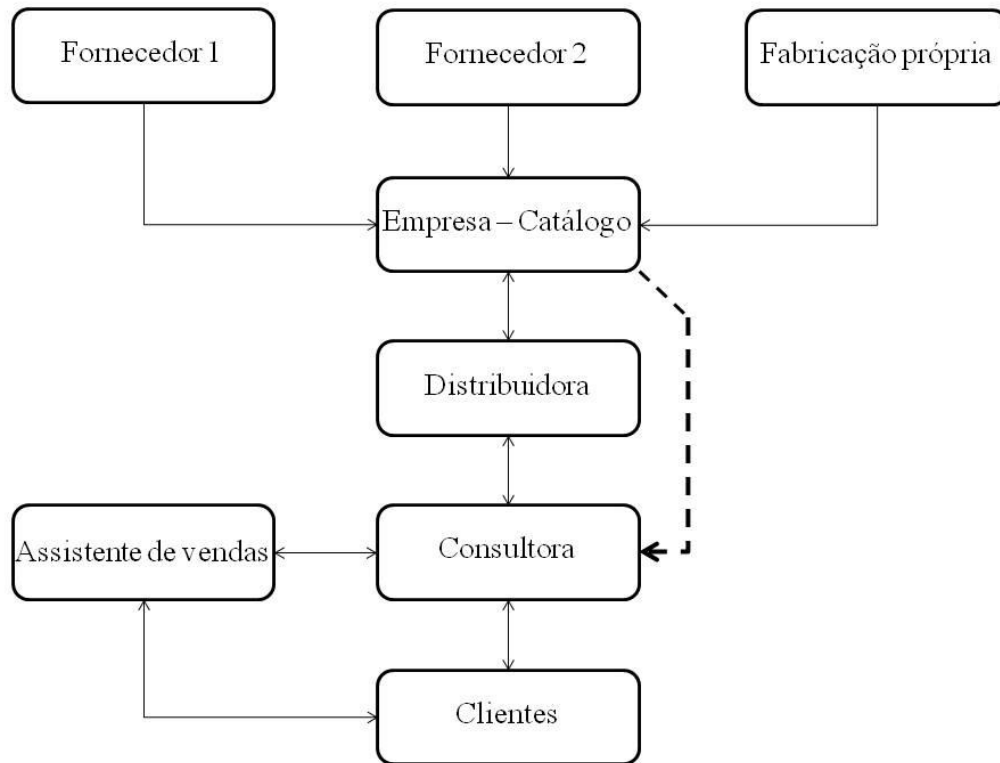 Fornecedor 1
Fornecedor 2
Fabricação própria
Empresa – Catálogo
Distribuidora
Assistente de vendas
Consultora
Clientes